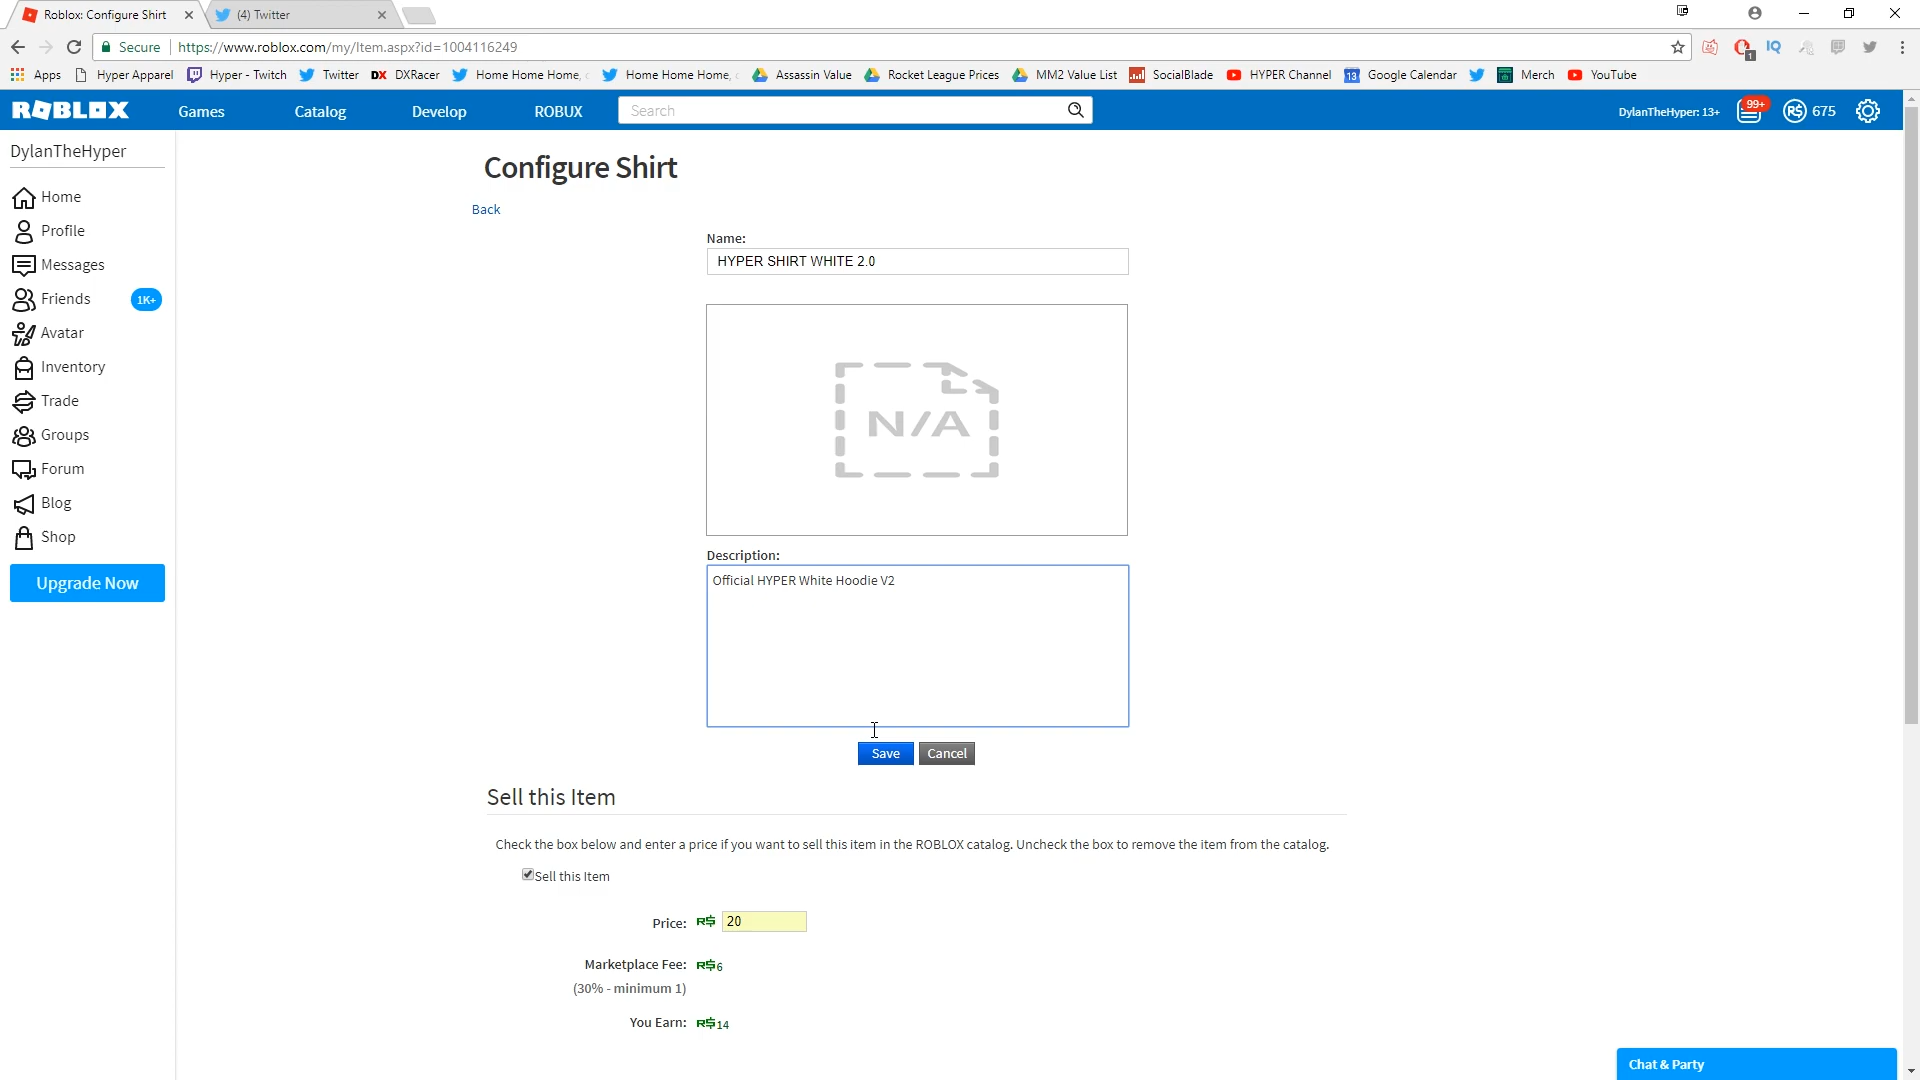 Roblox: Configure Shirt
(4) Twitter
Secure
https://www.roblox.com/my/Item.aspx?id=1004116249
Apps
Hyper Apparel
Hyper - Twitch
Twitter
DX DXRacer
Home Home Home,
Home Home Home,
Assassin Value
Rocket League Prices
MM2 Value List
SocialBlade
HYPER Channel
13 Google Calendar
Merch
YouTube
ROBLOX
Games
Catalog
Develop
ROBUX
Search
DylanTheHyper: 13+
99+
R$ 675
DylanTheHyper
Home
Profile
Messages
Friends 1K+
Avatar
Inventory
Trade
Groups
Forum
Blog
Shop
Upgrade Now
Configure Shirt
Back
Name:
HYPER SHIRT WHITE 2.0
N/A
Description:
Official HYPER White Hoodie V2
Save
Cancel
Sell this Item
Check the box below and enter a price if you want to sell this item in the ROBLOX catalog. Uncheck the box to remove the item from the catalog.
Sell this Item
Price: R$ 20
Marketplace Fee: R$6
(30% - minimum 1)
You Earn: R$14
Chat & Party